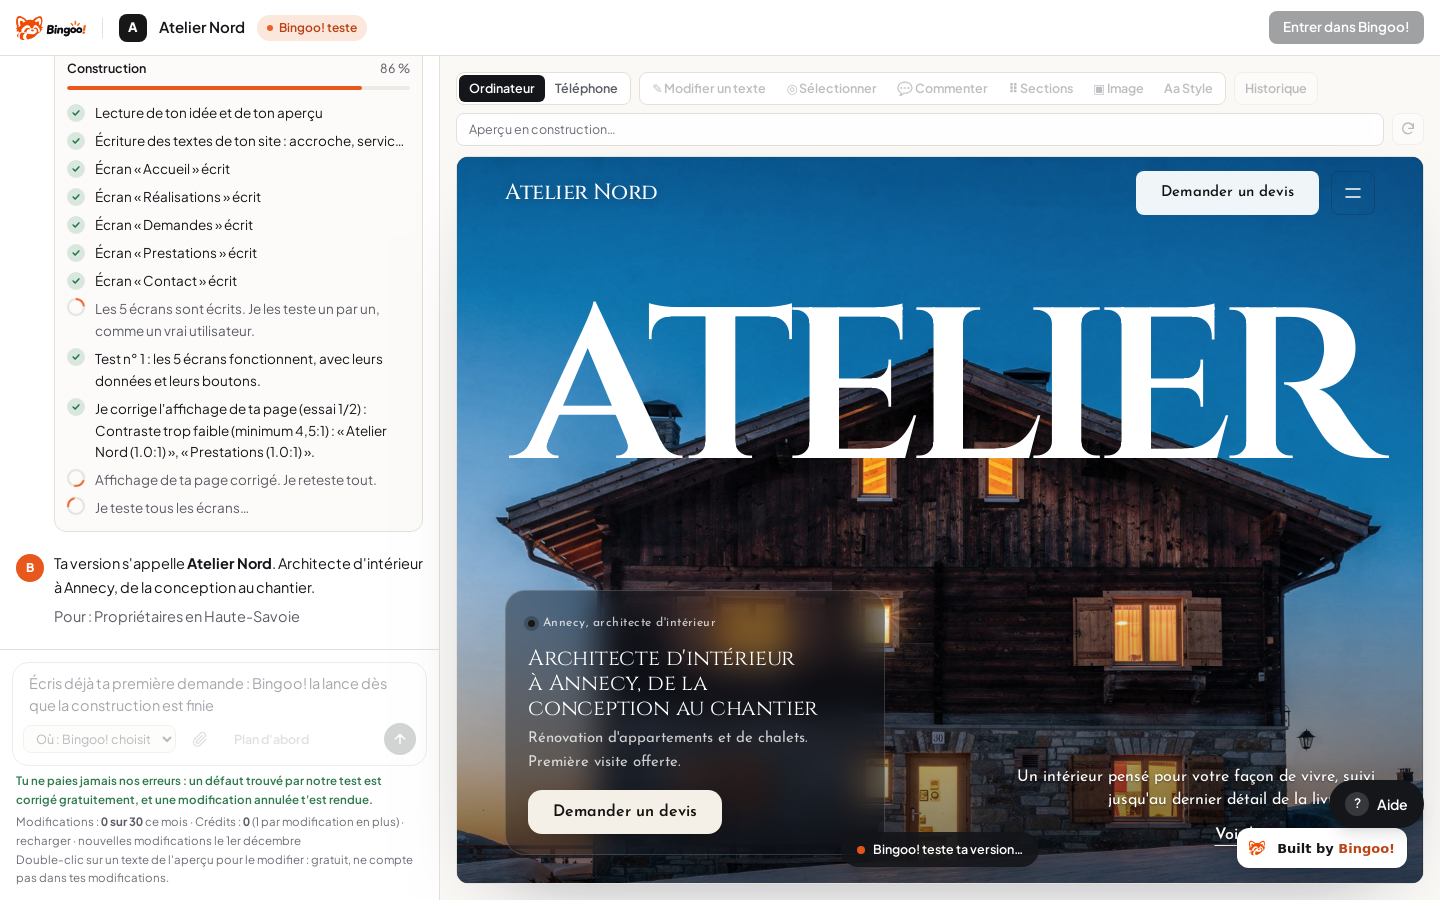 Bingoo!
A
Atelier Nord
Bingoo! teste
Entrer dans Bingoo!
Construction
86 %
Lecture de ton idée et de ton aperçu
Écriture des textes de ton site : accroche, servic…
Écran « Accueil » écrit
Écran « Réalisations » écrit
Écran « Demandes » écrit
Écran « Prestations » écrit
Écran « Contact » écrit
Les 5 écrans sont écrits. Je les teste un par un,
comme un vrai utilisateur.
Test n° 1 : les 5 écrans fonctionnent, avec leurs
données et leurs boutons.
Je corrige l'affichage de ta page (essai 1/2) :
Contraste trop faible (minimum 4,5:1) : « Atelier
Nord (1.0:1) », « Prestations (1.0:1) ».
Affichage de ta page corrigé. Je reteste tout.
Je teste tous les écrans…
B
Ta version s'appelle Atelier Nord. Architecte d'intérieur
à Annecy, de la conception au chantier.
Pour : Propriétaires en Haute-Savoie
Écris déjà ta première demande : Bingoo! la lance dès
que la construction est finie
Où : Bingoo! choisit
Plan d'abord
Tu ne paies jamais nos erreurs : un défaut trouvé par notre test est
corrigé gratuitement, et une modification annulée t'est rendue.
Modifications : 0 sur 30 ce mois · Crédits : 0 (1 par modification en plus) ·
recharger · nouvelles modifications le 1er décembre
Double-clic sur un texte de l'aperçu pour le modifier : gratuit, ne compte
pas dans tes modifications.
Ordinateur
Téléphone
Modifier un texte
Sélectionner
Commenter
Sections
Image
Aa Style
Historique
Aperçu en construction…
Atelier Nord
Demander un devis
ATELIER
Annecy, architecte d'intérieur
Architecte d'intérieur
à Annecy, de la
conception au chantier
Rénovation d'appartements et de chalets.
Première visite offerte.
Demander un devis
30
Un intérieur pensé pour votre façon de vivre, suivi
jusqu'au dernier détail de la
? Aide
Bingoo! teste ta version…
Built by Bingoo!